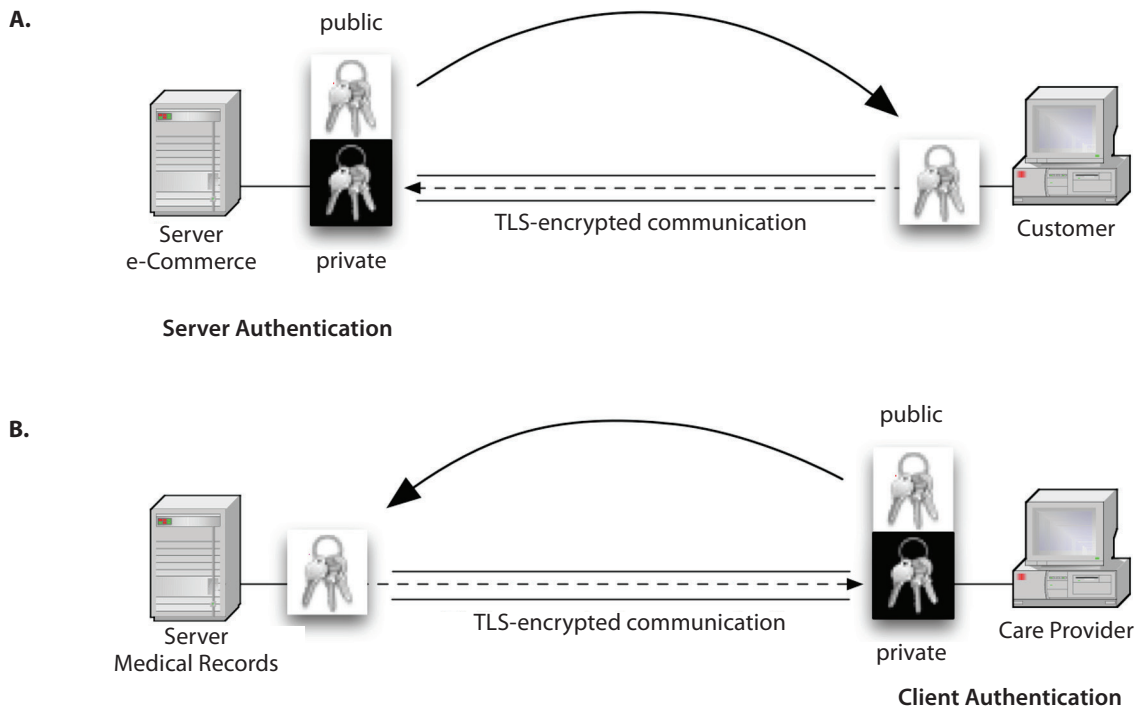 A.
public
TLS-encrypted communication
Server
e-Commerce
private
Customer
Server Authentication
B.
public
TLS-encrypted communication
Server
Medical Records
private
Care Provider
Client Authentication